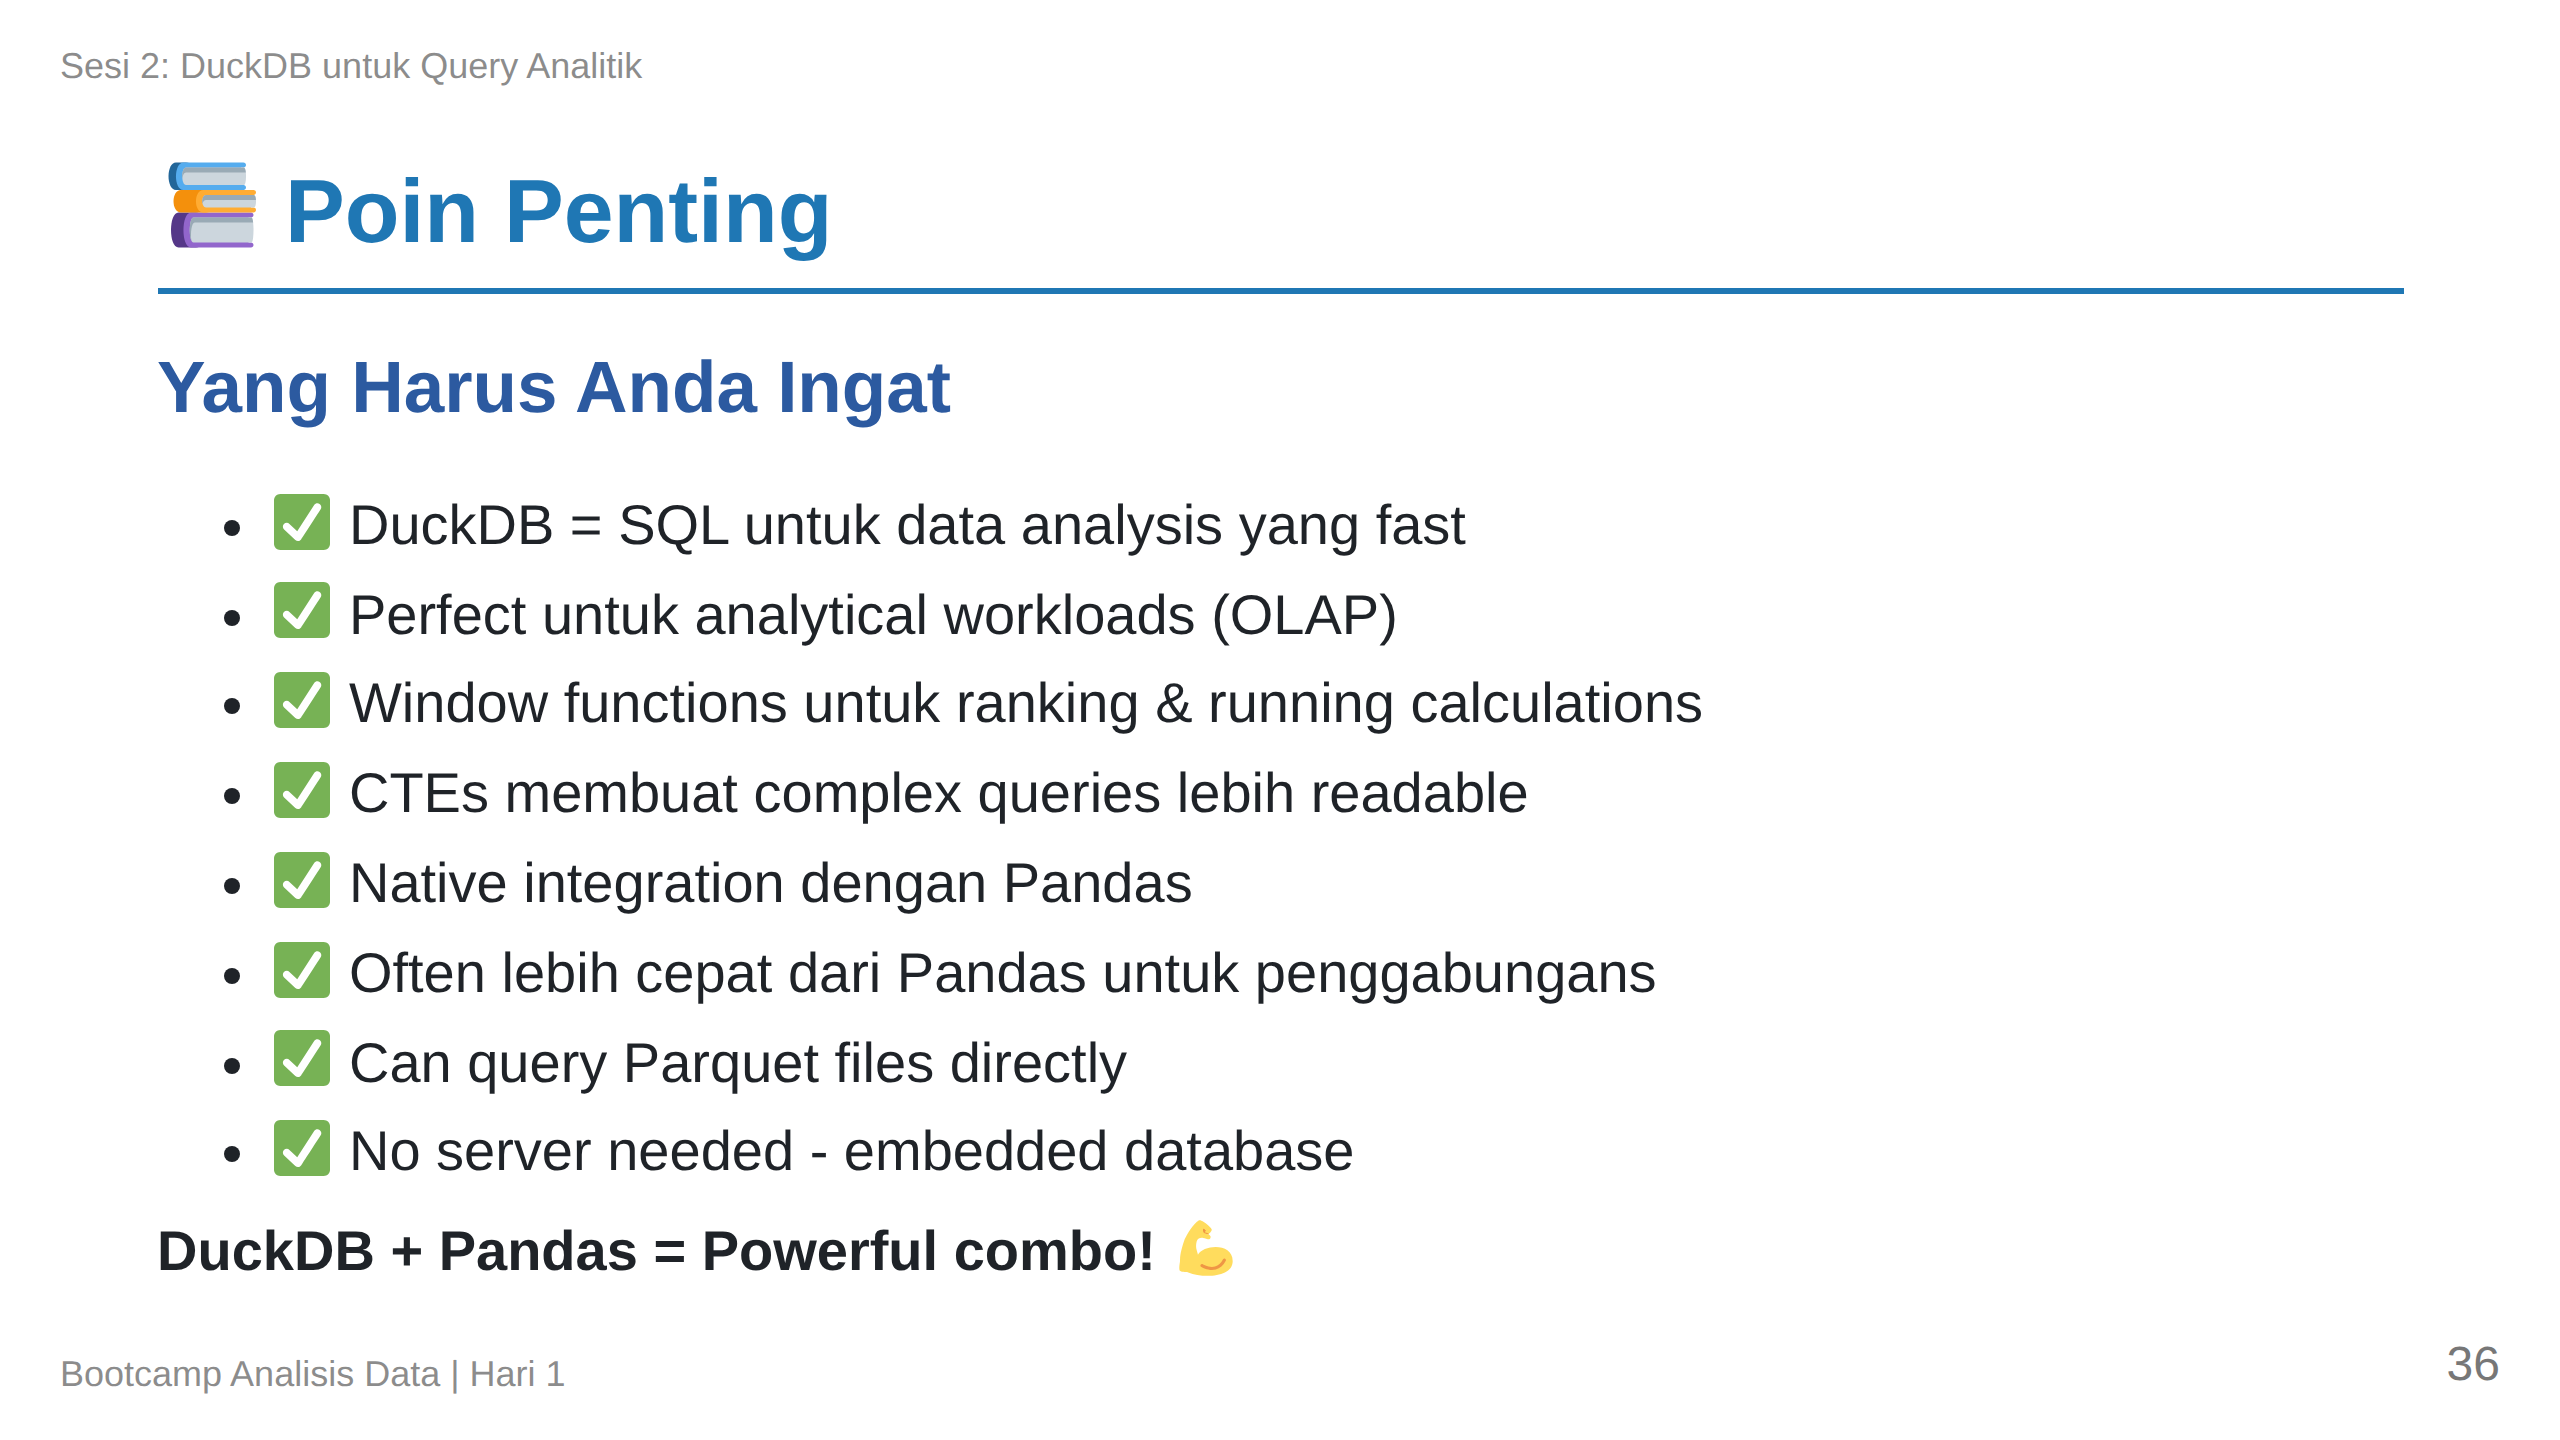 Sesi 2: DuckDB untuk Query Analitik
📚 Poin Penting
Yang Harus Anda Ingat
• ✅ DuckDB = SQL untuk data analysis yang fast
• ✅ Perfect untuk analytical workloads (OLAP)
• ✅ Window functions untuk ranking & running calculations
• ✅ CTEs membuat complex queries lebih readable
• ✅ Native integration dengan Pandas
• ✅ Often lebih cepat dari Pandas untuk penggabungans
• ✅ Can query Parquet files directly
• ✅ No server needed - embedded database
DuckDB + Pandas = Powerful combo! 💪
Bootcamp Analisis Data | Hari 1
36